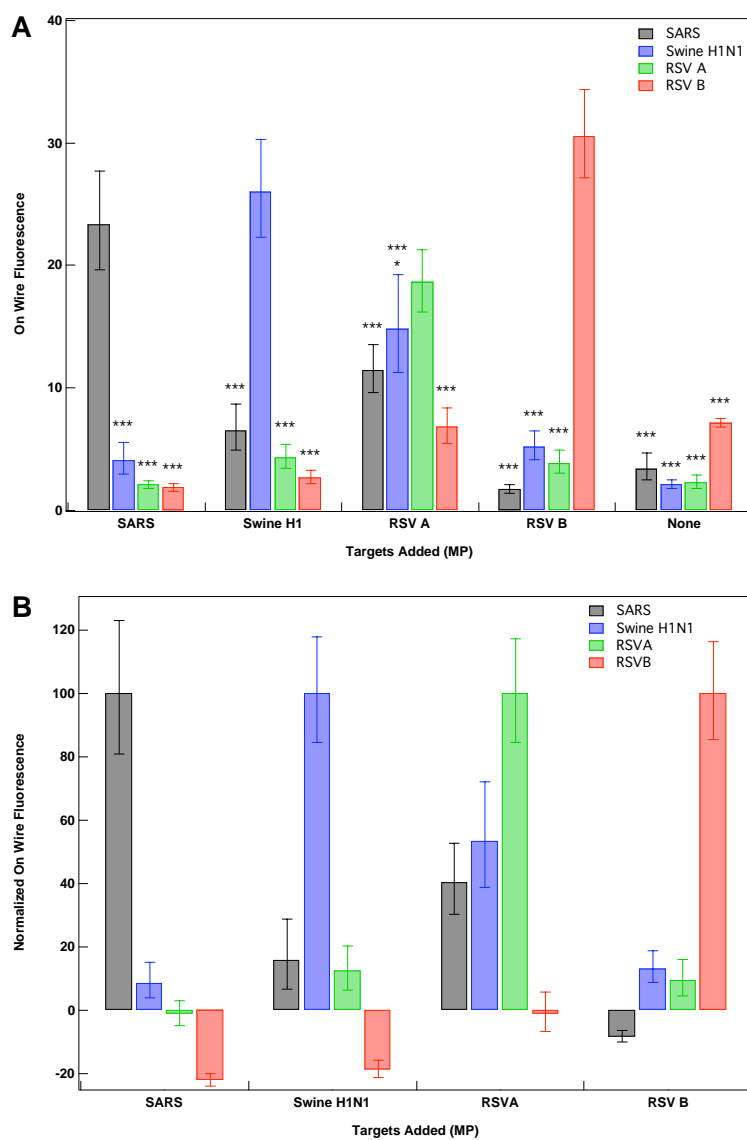 A
40
30
20
10
0
On Wire Fluorescence
SARS
Swine H1N1
RSV A
RSV B
***
***
***
***
***
***
***
***
*
***
***
***
***
***
***
***
***
SARS
Swine H1
RSV A
RSV B
None
Targets Added (MP)
B
120
100
80
60
40
20
0
-20
Normalized On Wire Fluorescence
SARS
Swine H1N1
RSVA
RSVB
SARS
Swine H1N1
RSVA
RSV B
Targets Added (MP)